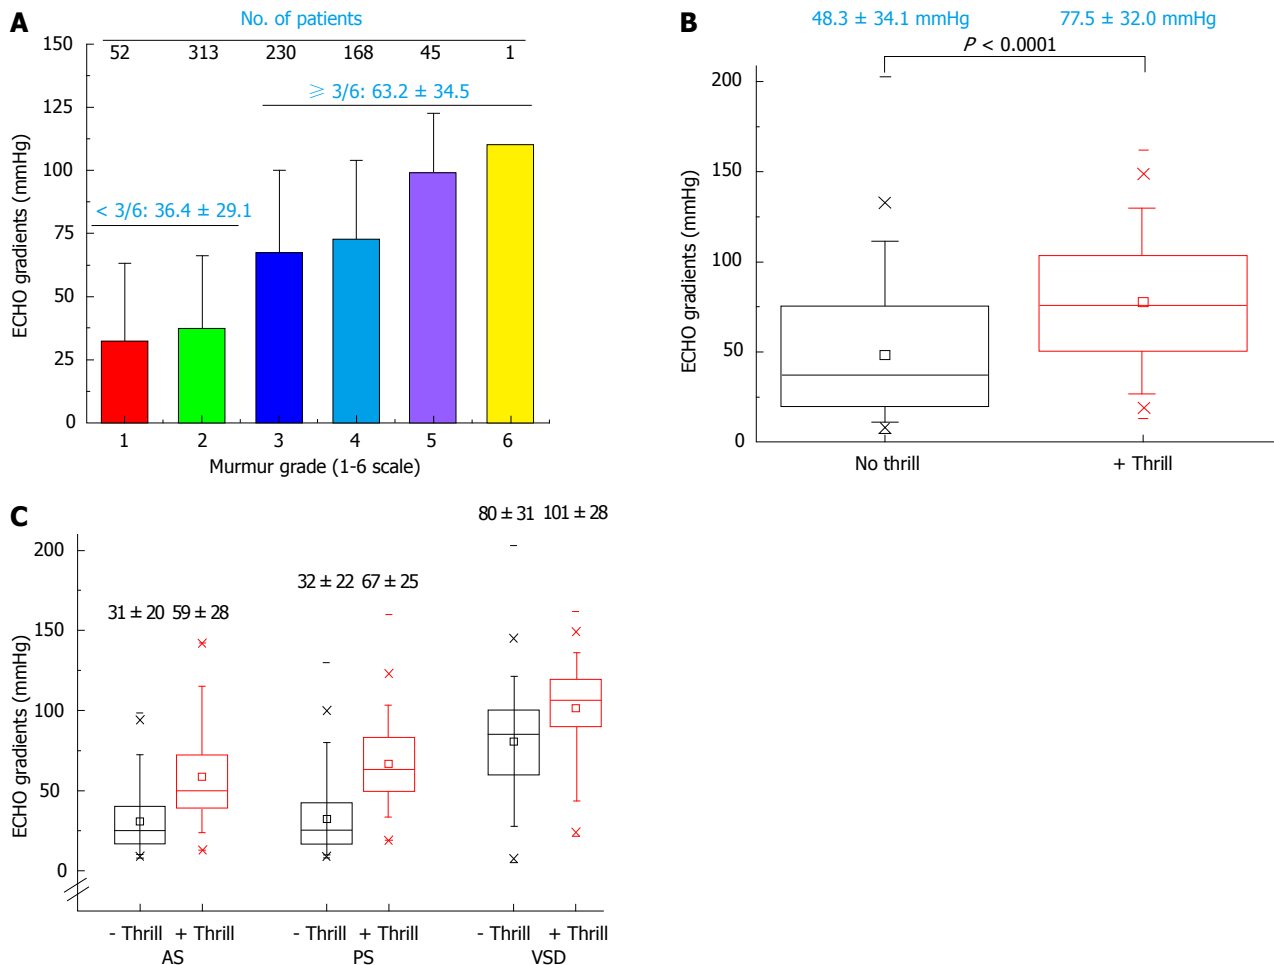 A
No. of patients
52 313 230 168 45 1
≥ 3/6: 63.2 ± 34.5
< 3/6: 36.4 ± 29.1
ECHO gradients (mmHg)
150
125
100
75
50
25
0
1 2 3 4 5 6
Murmur grade (1-6 scale)
B
48.3 ± 34.1 mmHg 77.5 ± 32.0 mmHg
P < 0.0001
ECHO gradients (mmHg)
200
150
100
50
0
No thrill + Thrill
C
80 ± 31 101 ± 28
32 ± 22 67 ± 25
31 ± 20 59 ± 28
ECHO gradients (mmHg)
200
150
100
50
0
- Thrill + Thrill - Thrill + Thrill - Thrill + Thrill
AS PS VSD